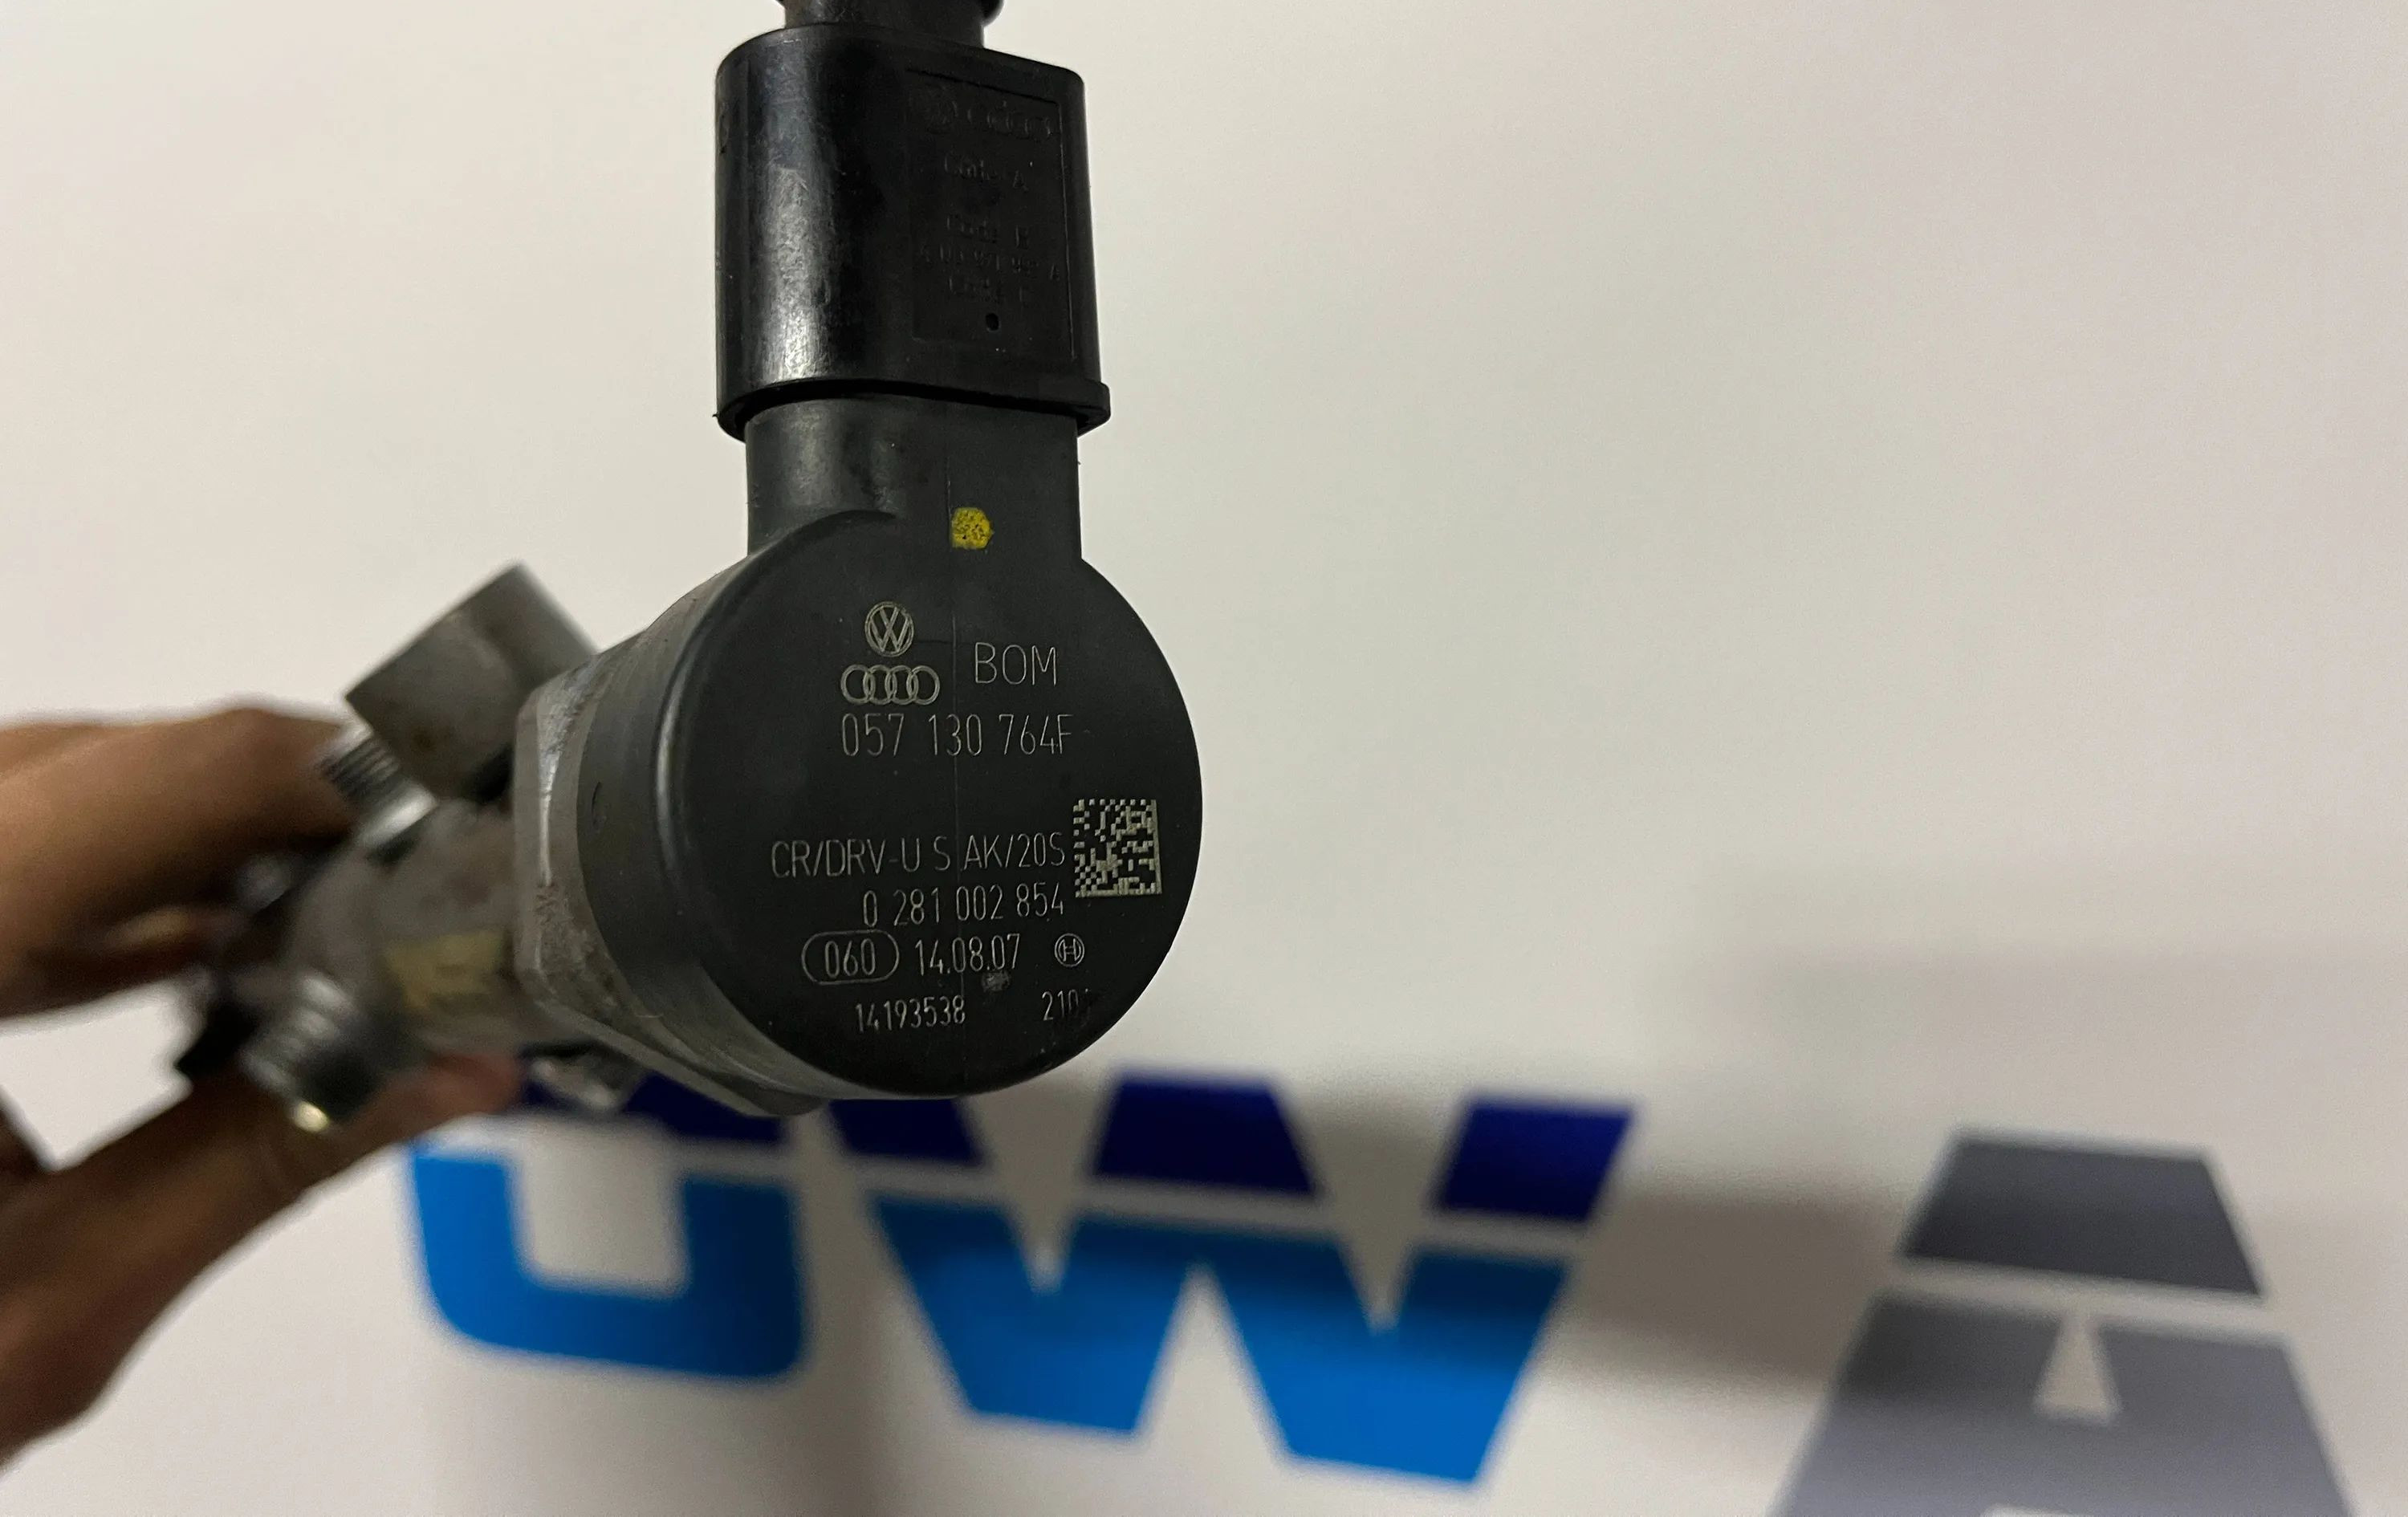 BOM
057 130 764F
CR/DRV-U S AK/20S
0 281 002 854
060 14.08.07
14193538
W
A